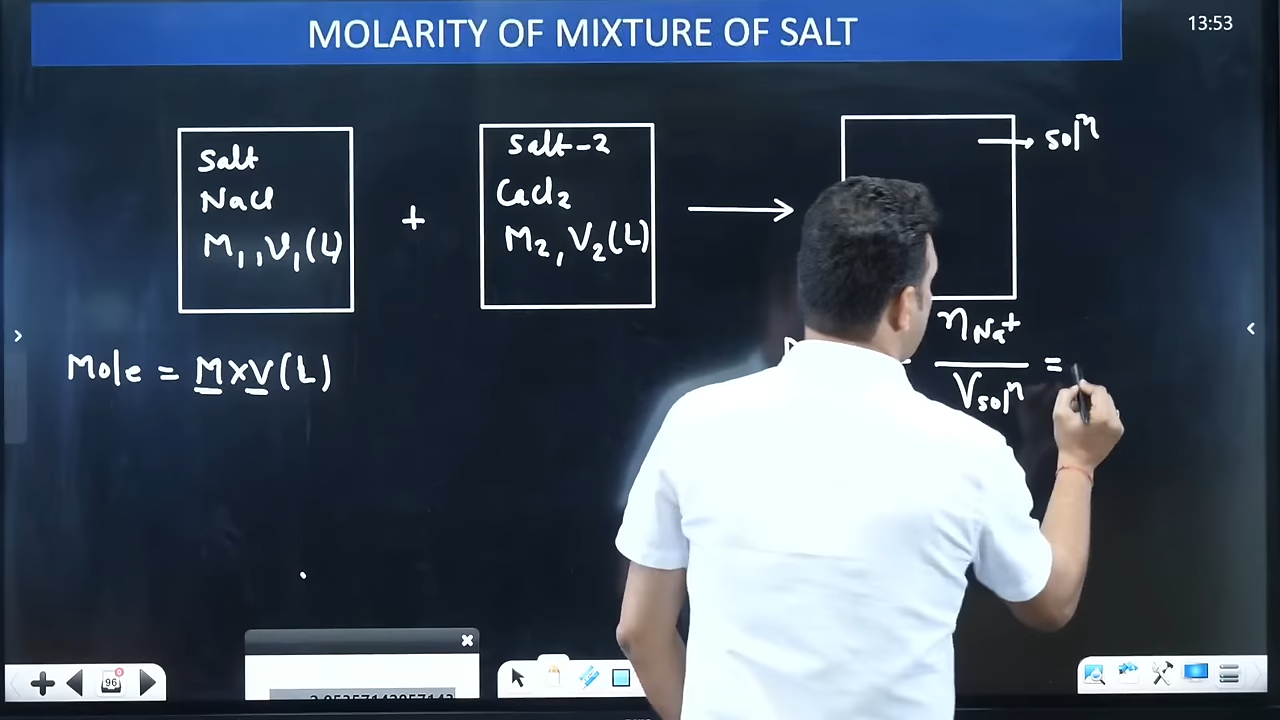 MOLARITY OF MIXTURE OF SALT
13:53
Salt
NaCl
M1, V1(L)
+
Salt-2
CaCl2
M2, V2(L)
solⁿ
Mole = M×V(L)
nNa+
Vsolⁿ
=
96